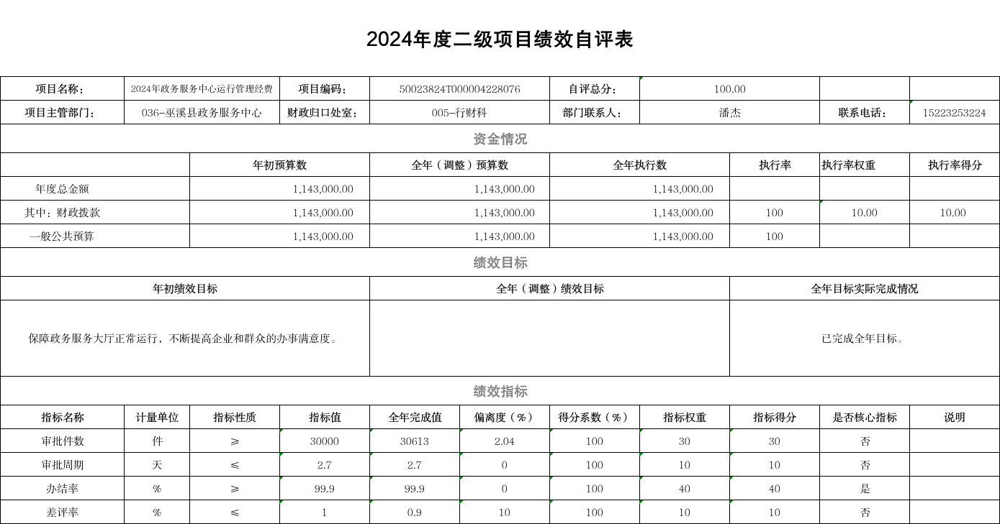 2024年度二级项目绩效自评表
项目名称： 2024年政务服务中心运行管理经费 项目编码： 50023824T000004228076 自评总分： 100.00
项目主管部门： 036-巫溪县政务服务中心 财政归口处室： 005-行财科 部门联系人： 潘杰 联系电话： 15223253224
资金情况
年初预算数 全年（调整）预算数 全年执行数 执行率 执行率权重 执行率得分
年度总金额 1,143,000.00 1,143,000.00 1,143,000.00
其中：财政拨款 1,143,000.00 1,143,000.00 1,143,000.00 100 10.00 10.00
一般公共预算 1,143,000.00 1,143,000.00 1,143,000.00 100
绩效目标
年初绩效目标 全年（调整）绩效目标 全年目标实际完成情况
保障政务服务大厅正常运行，不断提高企业和群众的办事满意度。 已完成全年目标。
绩效指标
指标名称 计量单位 指标性质 指标值 全年完成值 偏离度（%） 得分系数（%） 指标权重 指标得分 是否核心指标 说明
审批件数 件 ≥ 30000 30613 2.04 100 30 30 否
审批周期 天 ≤ 2.7 2.7 0 100 10 10 否
办结率 % ≥ 99.9 99.9 0 100 40 40 是
差评率 % ≤ 1 0.9 10 100 10 10 否